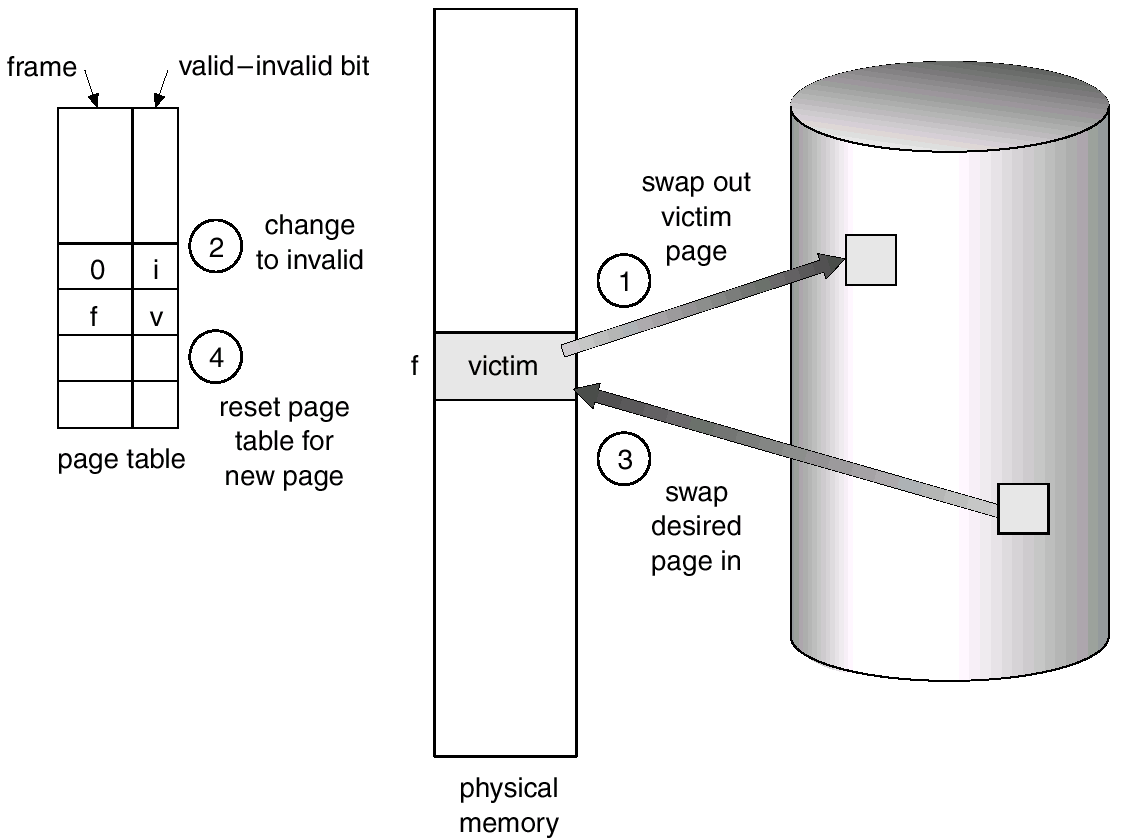 frame
valid–invalid bit
0 i
f v
page table
2
change
to invalid
4
reset page
table for
new page
f
victim
physical
memory
swap out
victim
page
1
3
swap
desired
page in